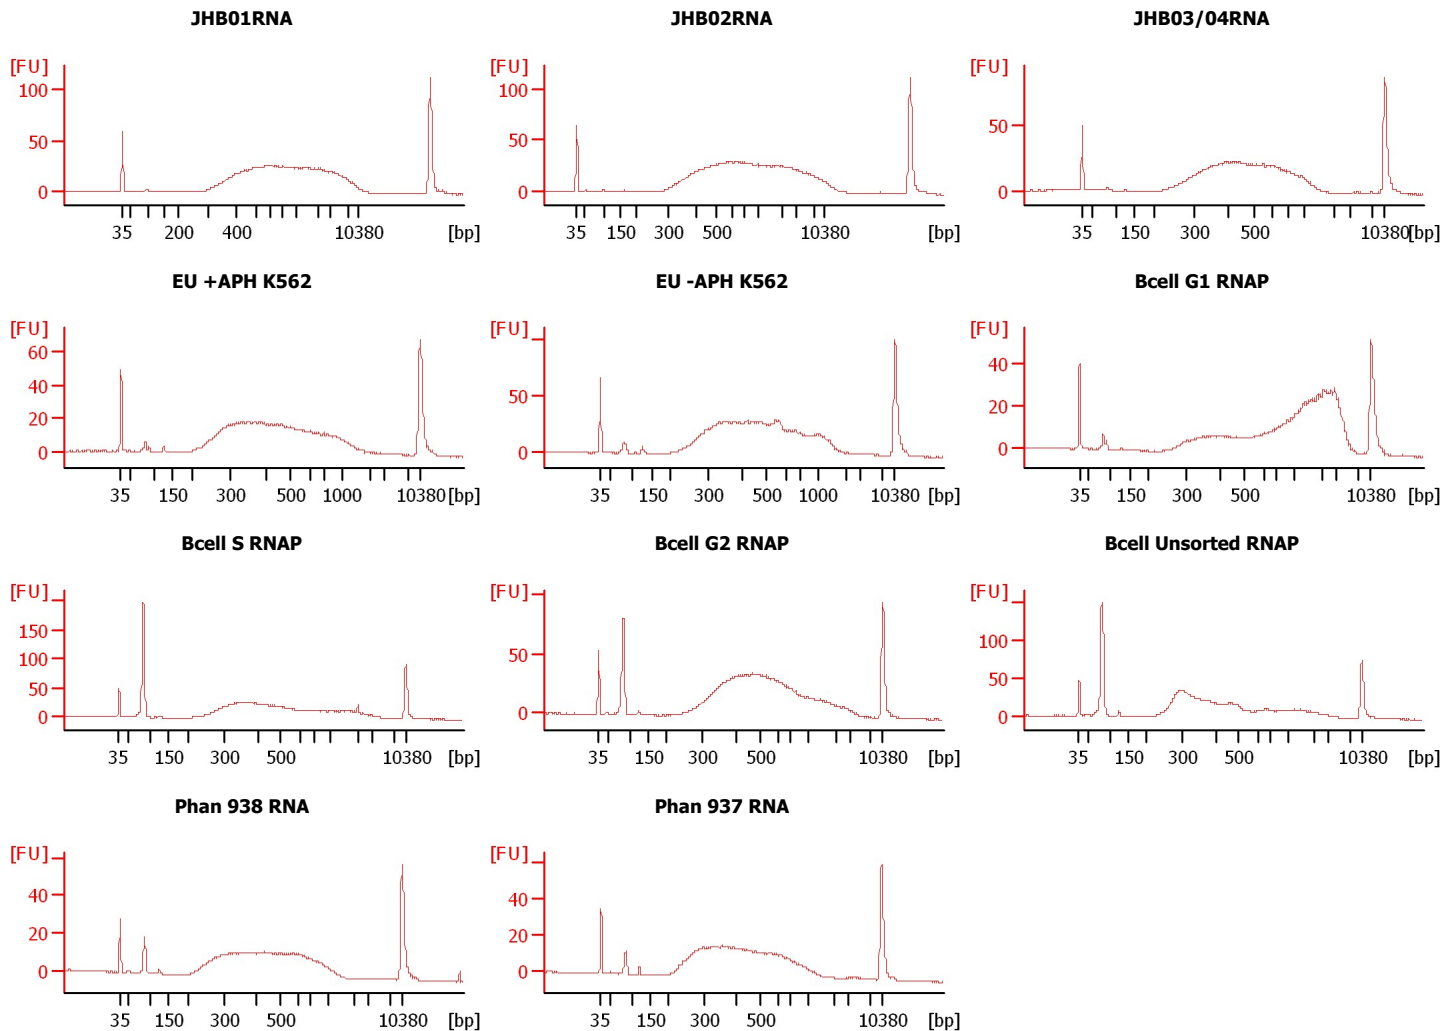 JHB01RNA
[FU]
100
50
0
35 200 400 10380 [bp]
JHB02RNA
[FU]
100
50
0
35 150 300 500 10380 [bp]
JHB03/04RNA
[FU]
50
0
35 150 300 500 10380 [bp]
EU +APH K562
[FU]
60
40
20
0
35 150 300 500 1000 10380 [bp]
EU -APH K562
[FU]
50
0
35 150 300 500 1000 10380 [bp]
Bcell G1 RNAP
[FU]
40
20
0
35 150 300 500 10380 [bp]
Bcell S RNAP
[FU]
150
100
50
0
35 150 300 500 10380 [bp]
Bcell G2 RNAP
[FU]
50
0
35 150 300 500 10380 [bp]
Bcell Unsorted RNAP
[FU]
100
50
0
35 150 300 500 10380 [bp]
Phan 938 RNA
[FU]
40
20
0
35 150 300 500 10380 [bp]
Phan 937 RNA
[FU]
40
20
0
35 150 300 500 10380 [bp]